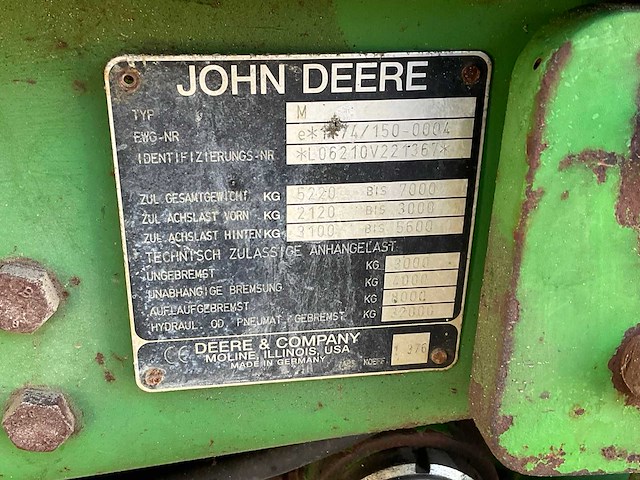 JOHN DEERE
TYP M
EWG-NR e*1*74/150-0004
IDENTIFIZIERUNGS-NR *L06210V221367*
ZUL GESAMTGEWICHT KG 5220 BIS 7000
ZUL ACHSLAST VORN KG 2120 BIS 3000
ZUL ACHSLAST HINTEN KG 3100 BIS 5600
TECHNISCH ZULASSIGE ANHANGELAST
UNGEBREMST KG 3000
UNABHANGIGE BREMSUNG KG 4000
AUFLAUFGEBREMST KG 8000
HYDRAUL. OD. PNEUMAT. GEBREMST KG 32000
CE DEERE & COMPANY
MOLINE, ILLINOIS, USA
MADE IN GERMANY KOEFF. 376